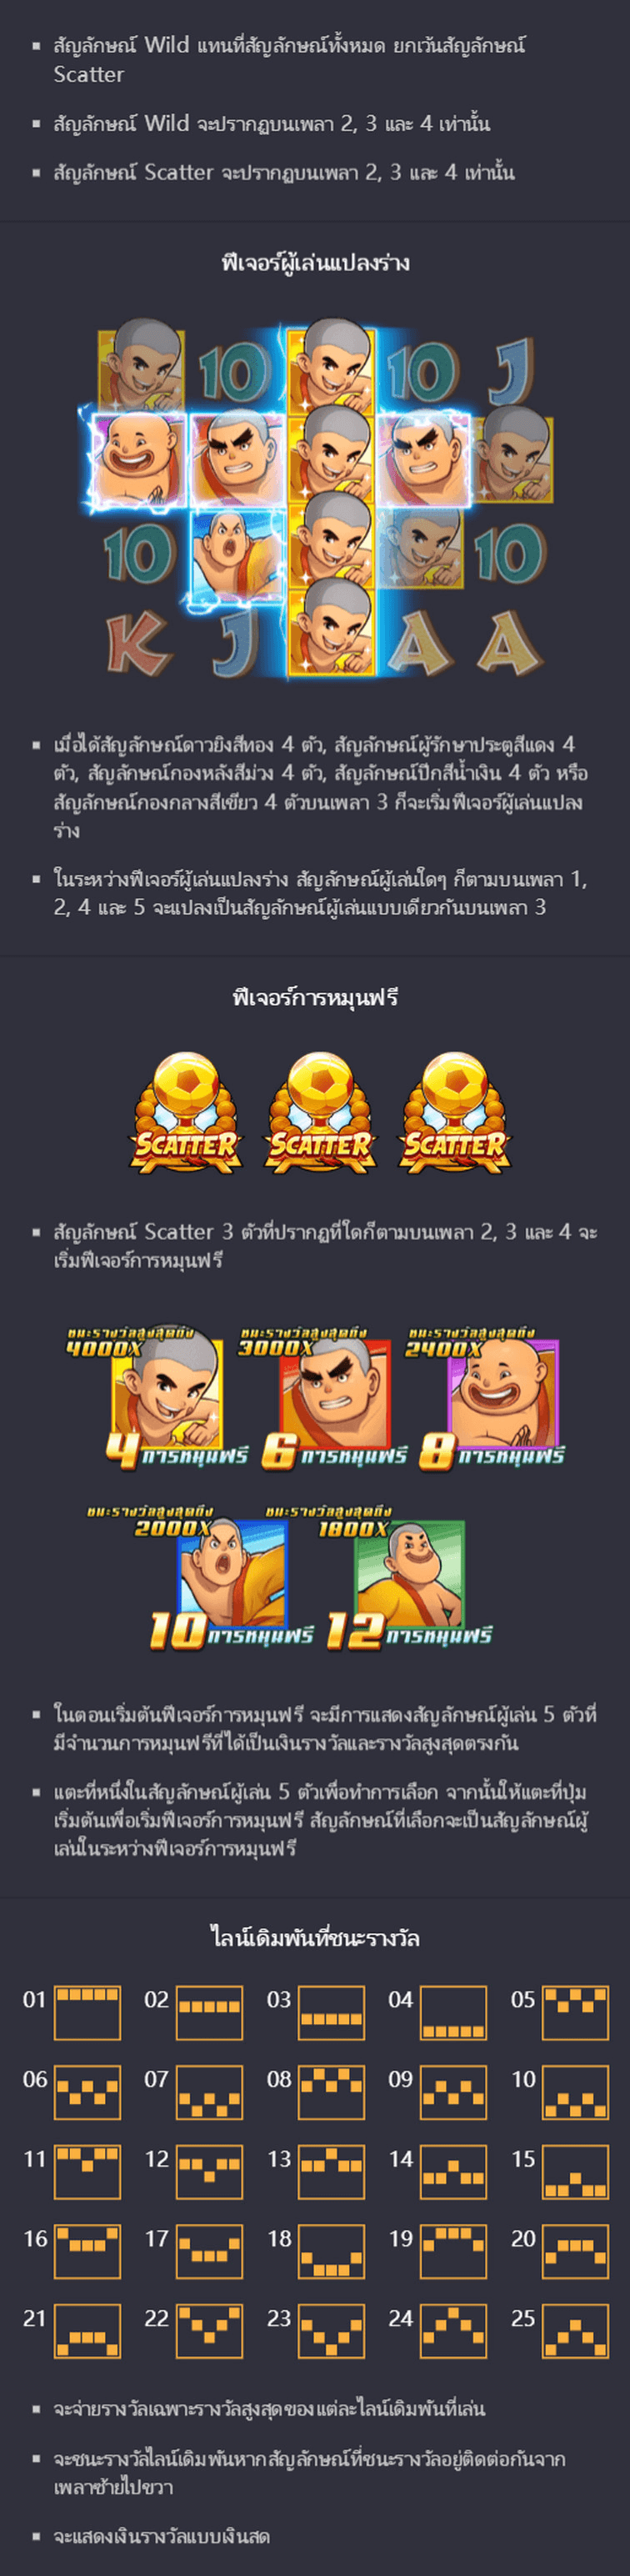 สัญลักษณ์ Wild แทนที่สัญลักษณ์ทั้งหมด ยกเว้นสัญลักษณ์
Scatter
สัญลักษณ์ Wild จะปรากฏบนเพลา 2, 3 และ 4 เท่านั้น
สัญลักษณ์ Scatter จะปรากฏบนเพลา 2, 3 และ 4 เท่านั้น
ฟีเจอร์ผู้เล่นแปลงร่าง
10 10 J
10 10
K J A A
เมื่อได้สัญลักษณ์ดาวยิงสีทอง 4 ตัว, สัญลักษณ์ผู้รักษาประตูสีแดง 4
ตัว, สัญลักษณ์กองหลังสีม่วง 4 ตัว, สัญลักษณ์ปีกสีน้ำเงิน 4 ตัว หรือ
สัญลักษณ์กองกลางสีเขียว 4 ตัวบนเพลา 3 ก็จะเริ่มฟีเจอร์ผู้เล่นแปลง
ร่าง
ในระหว่างฟีเจอร์ผู้เล่นแปลงร่าง สัญลักษณ์ผู้เล่นใดๆ ก็ตามบนเพลา 1,
2, 4 และ 5 จะแปลงเป็นสัญลักษณ์ผู้เล่นแบบเดียวกันบนเพลา 3
ฟีเจอร์การหมุนฟรี
SCATTER SCATTER SCATTER
สัญลักษณ์ Scatter 3 ตัวที่ปรากฏที่ใดก็ตามบนเพลา 2, 3 และ 4 จะ
เริ่มฟีเจอร์การหมุนฟรี
ชนะรางวัลสูงสุดถึง ชนะรางวัลสูงสุดถึง ชนะรางวัลสูงสุดถึง
4000X 3000X 2400X
4 การหมุนฟรี 6 การหมุนฟรี 8 การหมุนฟรี
ชนะรางวัลสูงสุดถึง ชนะรางวัลสูงสุดถึง
2000X 1800X
10 การหมุนฟรี 12 การหมุนฟรี
ในตอนเริ่มต้นฟีเจอร์การหมุนฟรี จะมีการแสดงสัญลักษณ์ผู้เล่น 5 ตัวที่
มีจำนวนการหมุนฟรีที่ได้เป็นเงินรางวัลและรางวัลสูงสุดตรงกัน
แตะที่หนึ่งในสัญลักษณ์ผู้เล่น 5 ตัวเพื่อทำการเลือก จากนั้นให้แตะที่ปุ่ม
เริ่มต้นเพื่อเริ่มฟีเจอร์การหมุนฟรี สัญลักษณ์ที่เลือกจะเป็นสัญลักษณ์ผู้
เล่นในระหว่างฟีเจอร์การหมุนฟรี
ไลน์เดิมพันที่ชนะรางวัล
01 02 03 04 05
06 07 08 09 10
11 12 13 14 15
16 17 18 19 20
21 22 23 24 25
จะจ่ายรางวัลเฉพาะรางวัลสูงสุดของแต่ละไลน์เดิมพันที่เล่น
จะชนะรางวัลไลน์เดิมพันหากสัญลักษณ์ที่ชนะรางวัลอยู่ติดต่อกันจาก
เพลาซ้ายไปขวา
จะแสดงเงินรางวัลแบบเงินสด